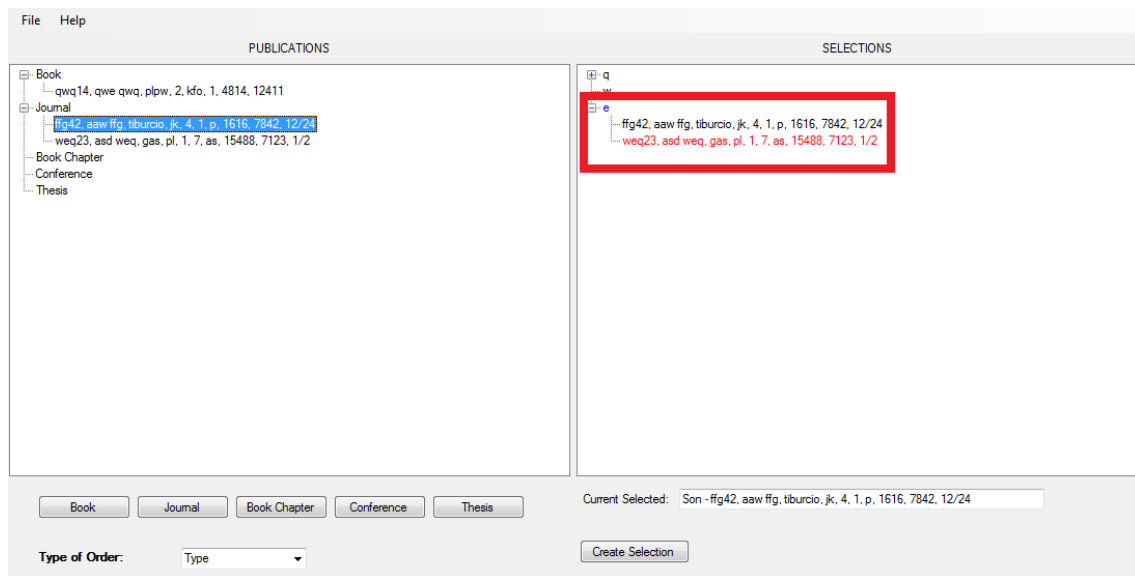 File Help
PUBLICATIONS
SELECTIONS
Book
qwq14, qwe qwq, plpw, 2, kfo, 1, 4814, 12411
Journal
ffg42, aaw ffg, tiburcio, jk, 4, 1, p, 1616, 7842, 12/24
weq23, asd weq, gas, pl, 1, 7, as, 15488, 7123, 1/2
Book Chapter
Conference
Thesis
q
w
e
ffg42, aaw ffg, tiburcio, jk, 4, 1, p, 1616, 7842, 12/24
weq23, asd weq, gas, pl, 1, 7, as, 15488, 7123, 1/2
Book Journal Book Chapter Conference Thesis
Current Selected: Son - ffg42, aaw ffg, tiburcio, jk, 4, 1, p, 1616, 7842, 12/24
Type of Order: Type
Create Selection